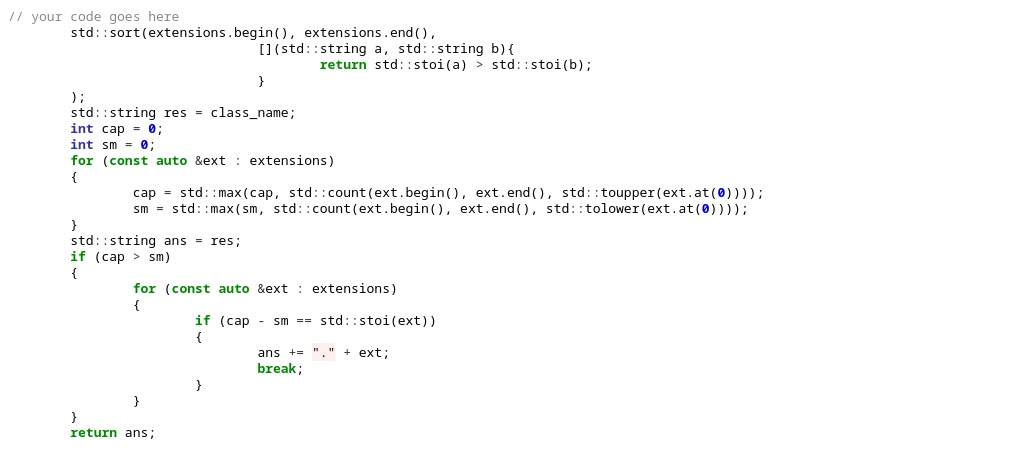 // your code goes here
std::sort(extensions.begin(), extensions.end(),
[](std::string a, std::string b){
return std::stoi(a) > std::stoi(b);
}
);
std::string res = class_name;
int cap = 0;
int sm = 0;
for (const auto &ext : extensions)
{
cap = std::max(cap, std::count(ext.begin(), ext.end(), std::toupper(ext.at(0))));
sm = std::max(sm, std::count(ext.begin(), ext.end(), std::tolower(ext.at(0))));
}
std::string ans = res;
if (cap > sm)
{
for (const auto &ext : extensions)
{
if (cap - sm == std::stoi(ext))
{
ans += "." + ext;
break;
}
}
}
return ans;